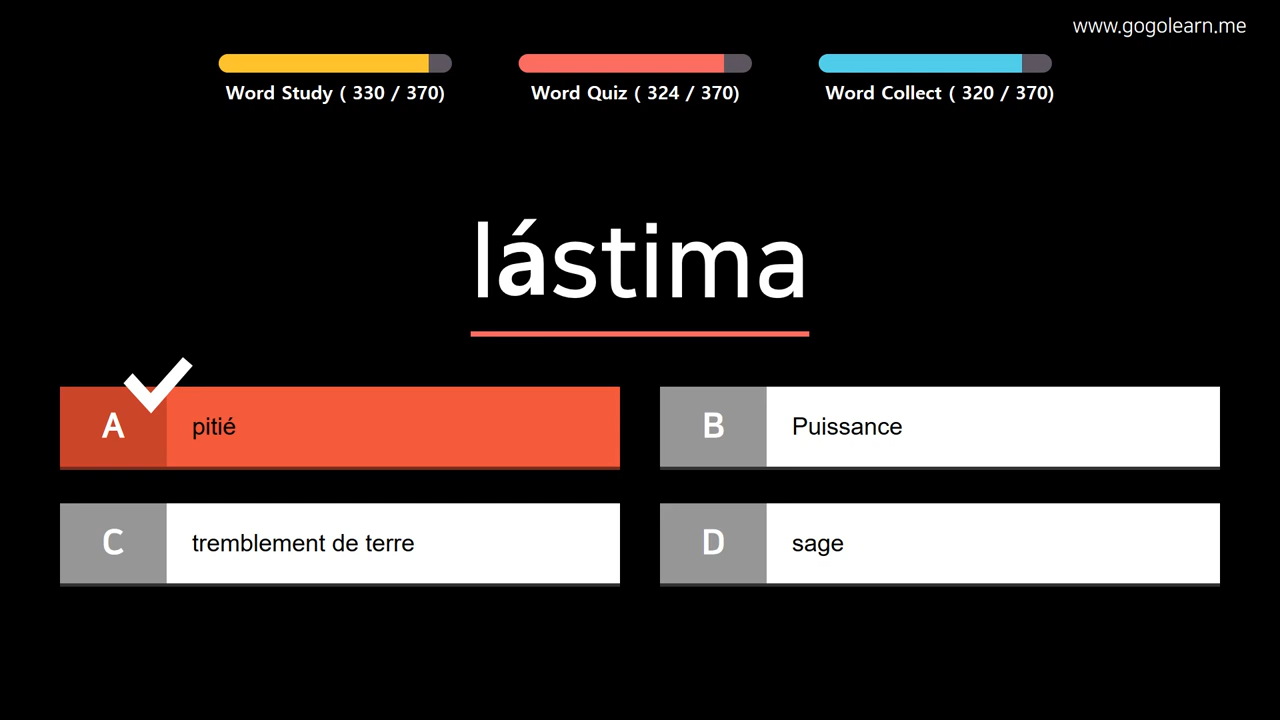 www.gogolearn.me
Word Study ( 330 / 370)
Word Quiz ( 324 / 370)
Word Collect ( 320 / 370)
lástima
A pitié
B Puissance
C tremblement de terre
D sage